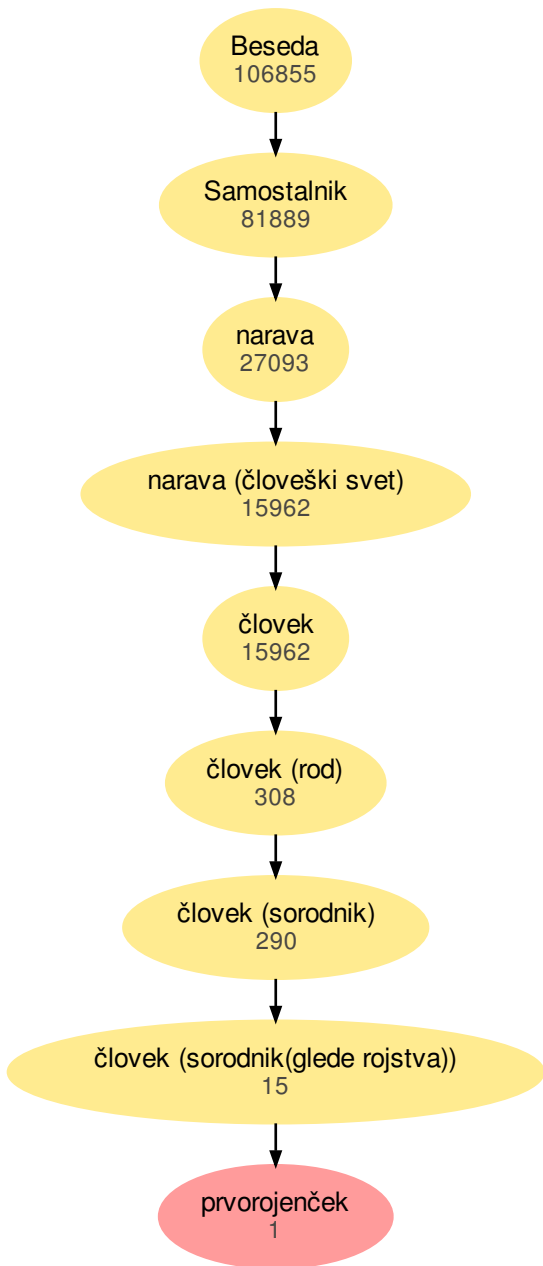 Beseda
106855
Samostalnik
81889
narava
27093
narava (človeški svet)
15962
človek
15962
človek (rod)
308
človek (sorodnik)
290
človek (sorodnik(glede rojstva))
15
prvorojenček
1